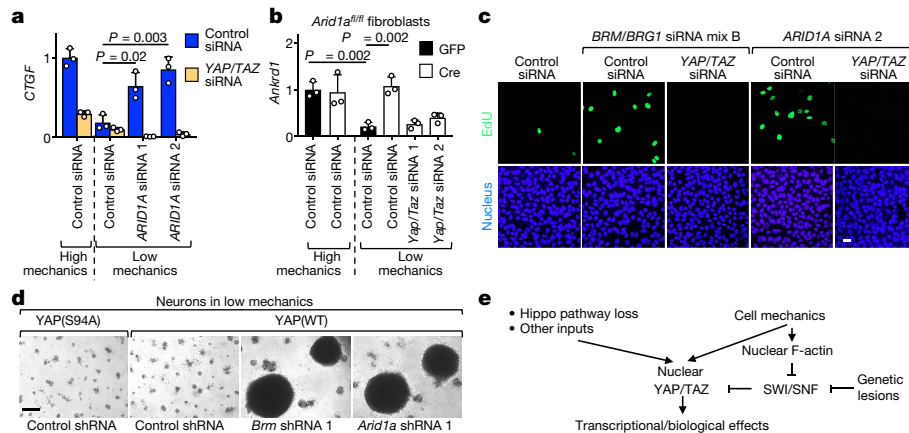 a
CTGF
1
0
P = 0.003
P = 0.02
Control siRNA
YAP/TAZ siRNA
Control siRNA
Control siRNA
ARID1A siRNA 1
ARID1A siRNA 2
High mechanics
Low mechanics
b
Arid1a^fl/fl fibroblasts
Ankrd1
2
1
0
P = 0.002
P = 0.002
GFP
Cre
Control siRNA
Control siRNA
Control siRNA
Control siRNA
Yap/Taz siRNA 1
Yap/Taz siRNA 2
High mechanics
Low mechanics
c
BRM/BRG1 siRNA mix B
ARID1A siRNA 2
Control siRNA
Control siRNA
YAP/TAZ siRNA
Control siRNA
YAP/TAZ siRNA
EdU
Nucleus
d
Neurons in low mechanics
YAP(S94A)
YAP(WT)
Control shRNA
Control shRNA
Brm shRNA 1
Arid1a shRNA 1
e
• Hippo pathway loss
• Other inputs
Cell mechanics
Nuclear F-actin
Nuclear YAP/TAZ
SWI/SNF
Genetic lesions
Transcriptional/biological effects